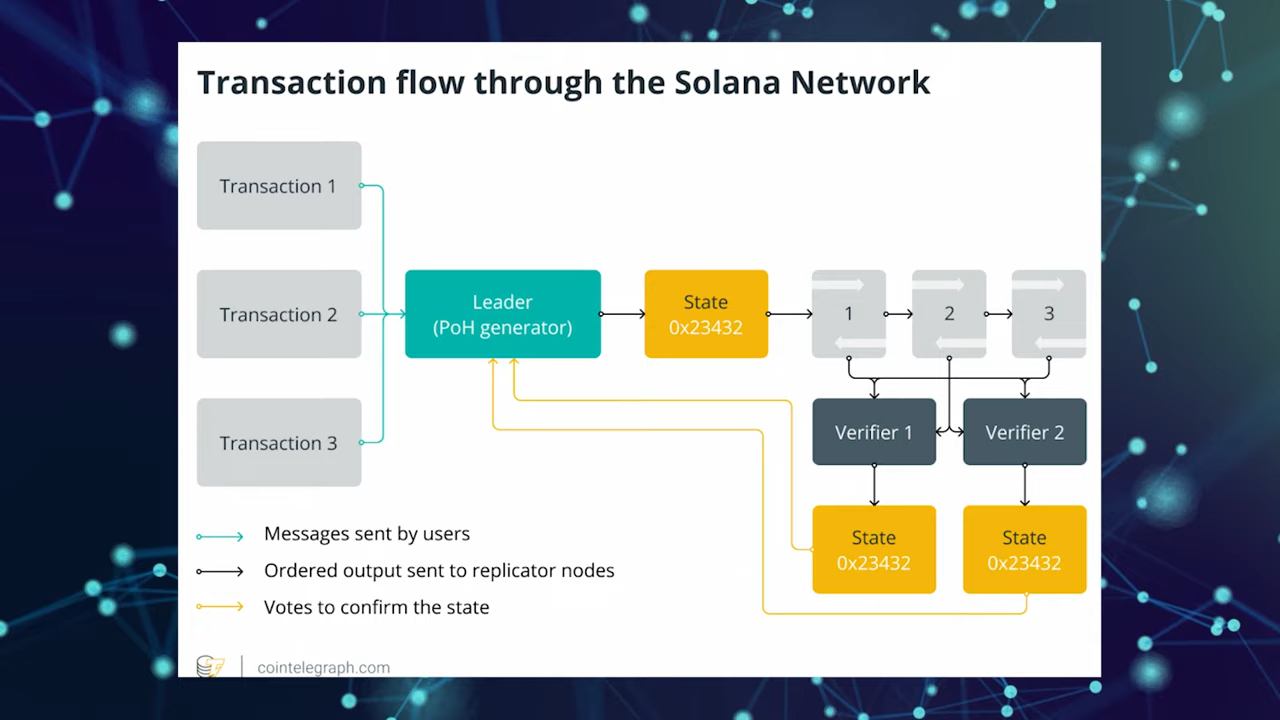 Transaction flow through the Solana Network
Transaction 1
Transaction 2
Transaction 3
Leader
(PoH generator)
State
0x23432
1
2
3
Verifier 1
Verifier 2
State
0x23432
State
0x23432
Messages sent by users
Ordered output sent to replicator nodes
Votes to confirm the state
cointelegraph.com